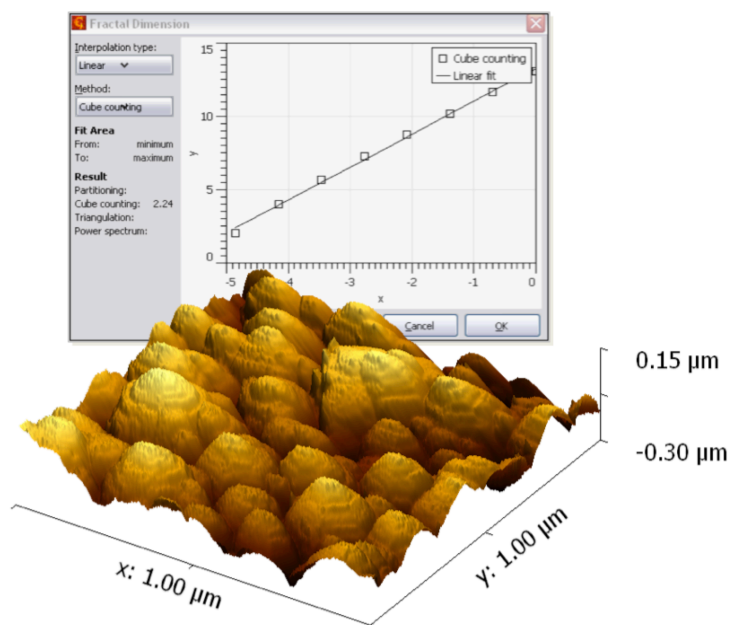 Fractal Dimension
Interpolation type:
Linear
Method:
Cube counting
Fit Area
From: minimum
To: maximum
Result
Partitioning:
Cube counting: 2.24
Triangulation:
Power spectrum:
15
10
5
0
y
Cube counting
Linear fit
-5 -4 -3 -2 -1 0
x
Cancel OK
0.15 µm
-0.30 µm
x: 1.00 µm
y: 1.00 µm